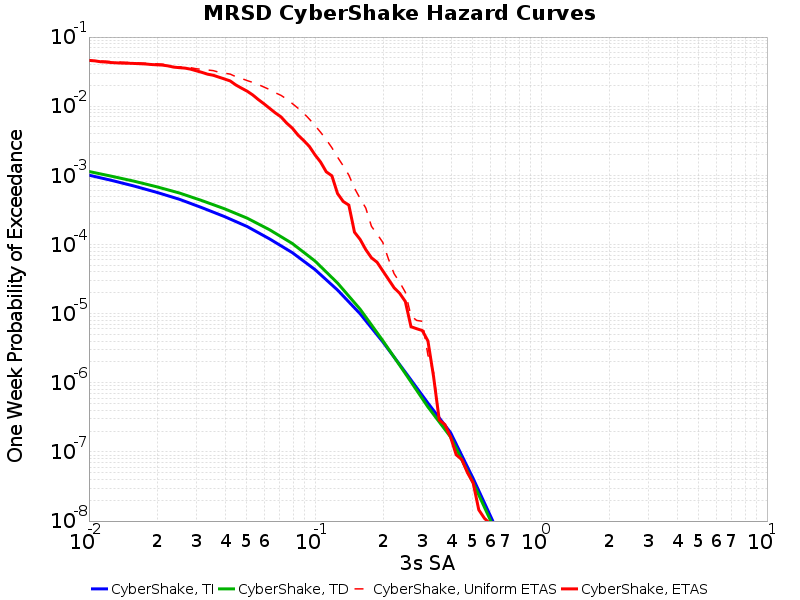 MRSD CyberShake Hazard Curves
One Week Probability of Exceedance
10^-1
10^-2
10^-3
10^-4
10^-5
10^-6
10^-7
10^-8
10^-2 2 3 4 5 6 10^-1 2 3 4 5 6 7 10^0 2 3 4 5 6 7 10^1
3s SA
CyberShake, TI CyberShake, TD CyberShake, Uniform ETAS CyberShake, ETAS